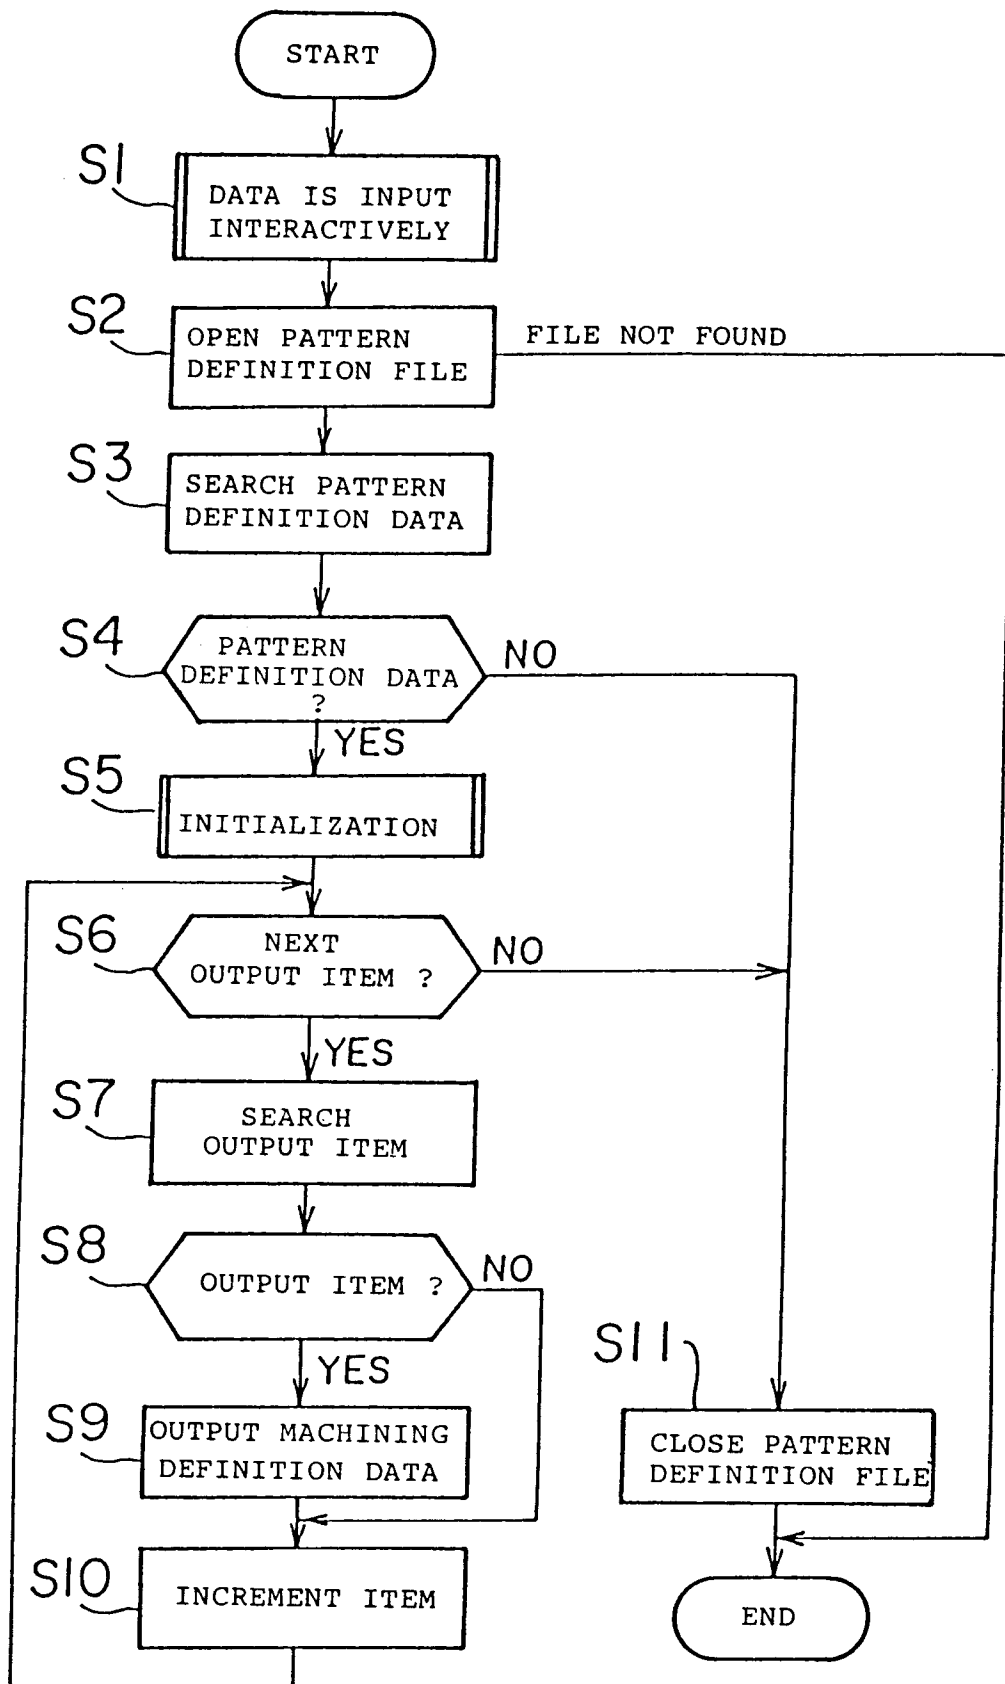 START
S1
DATA IS INPUT
INTERACTIVELY
S2
OPEN PATTERN
DEFINITION FILE
FILE NOT FOUND
S3
SEARCH PATTERN
DEFINITION DATA
S4
PATTERN
DEFINITION DATA
?
NO
YES
S5
INITIALIZATION
S6
NEXT
OUTPUT ITEM ?
NO
YES
S7
SEARCH
OUTPUT ITEM
S8
OUTPUT ITEM ?
NO
YES
S9
OUTPUT MACHINING
DEFINITION DATA
S10
INCREMENT ITEM
S11
CLOSE PATTERN
DEFINITION FILE
END